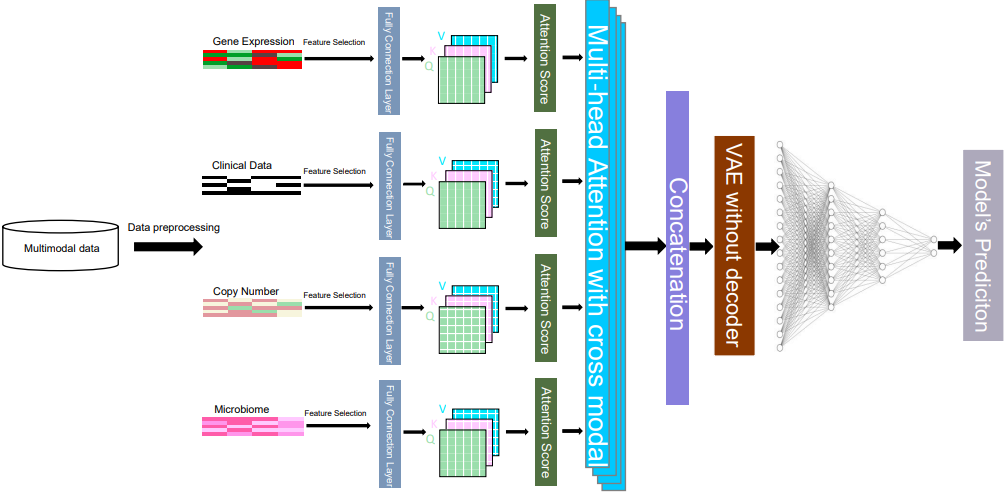 Multimodal data
Data preprocessing
Gene Expression
Feature Selection
Fully Connection Layer
V
K
Q
Attention Score
Clinical Data
Feature Selection
Fully Connection Layer
V
K
Q
Attention Score
Copy Number
Feature Selection
Fully Connection Layer
V
K
Q
Attention Score
Microbiome
Feature Selection
Fully Connection Layer
V
K
Q
Attention Score
Multi-head Attention with cross modal
Concatenation
VAE without decoder
Model's Prediciton